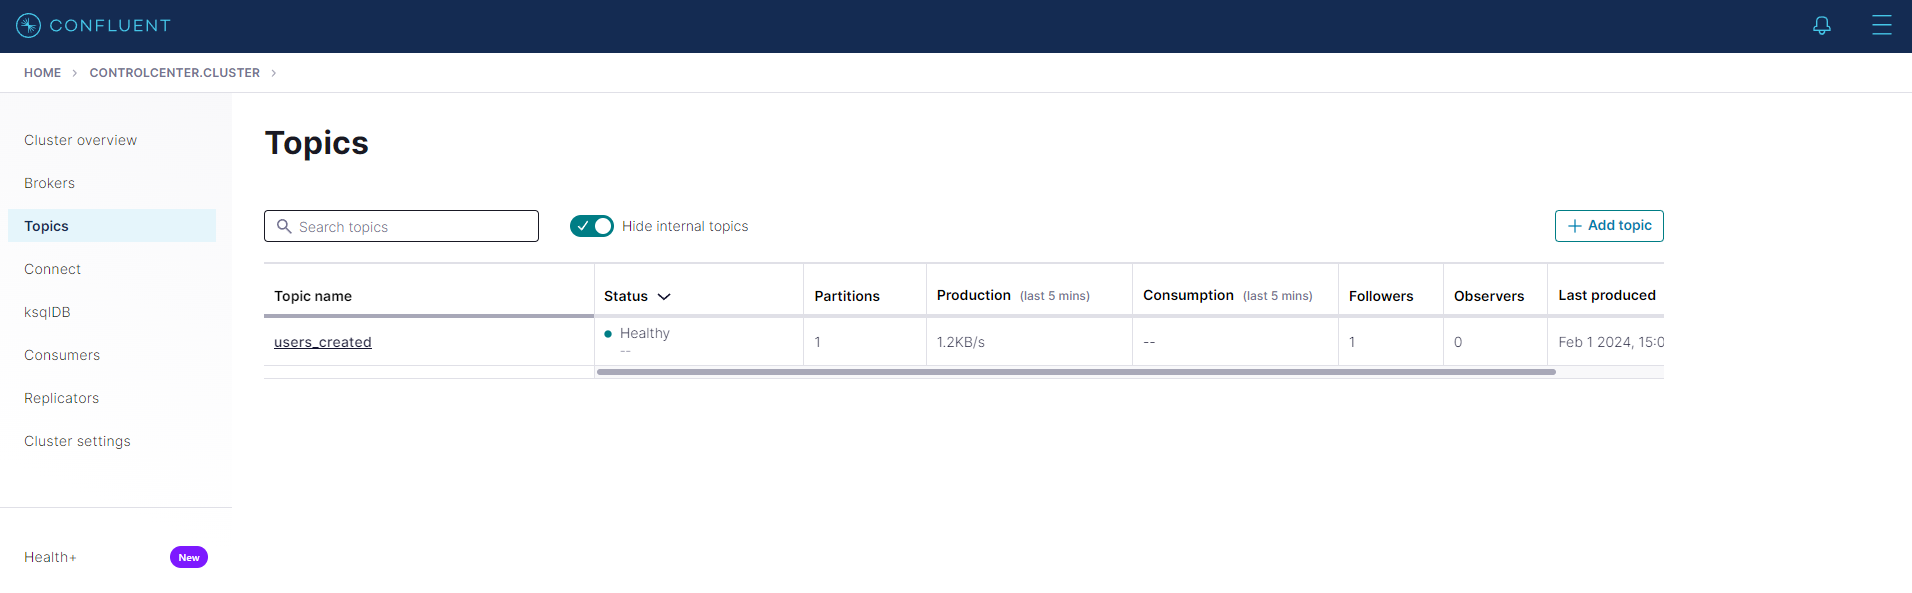 CONFLUENT
HOME > CONTROLCENTER.CLUSTER >
Cluster overview
Brokers
Topics
Connect
ksqlDB
Consumers
Replicators
Cluster settings
Health+ New
Topics
Search topics
Hide internal topics
+ Add topic
Topic name Status Partitions Production (last 5 mins) Consumption (last 5 mins) Followers Observers Last produced
users_created Healthy 1 1.2KB/s -- 1 0 Feb 1 2024, 15:0
--